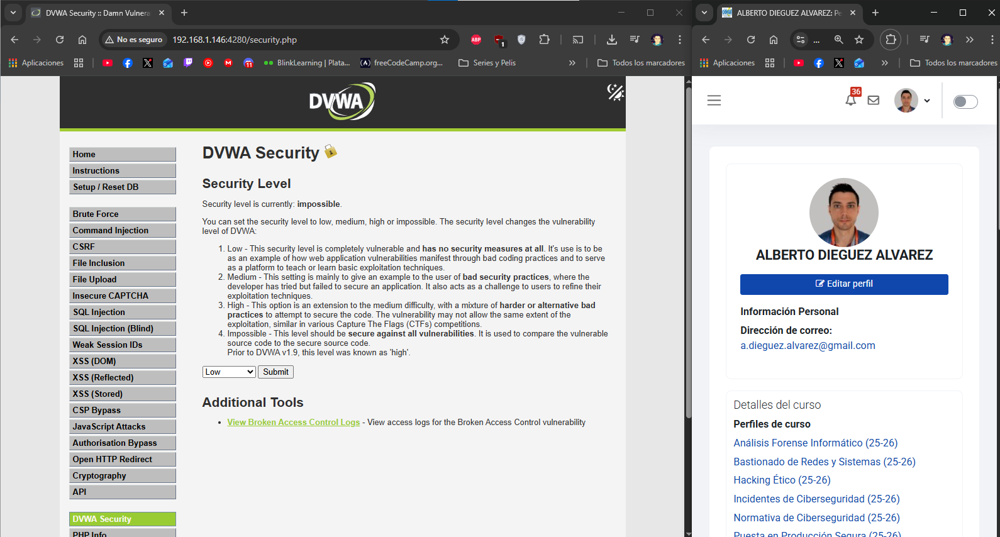 DVWA Security :: Damn Vulnera
No es seguro
192.168.1.146:4280/security.php
ABP
1
Aplicaciones
BlinkLearning | Plata...
freeCodeCamp.org...
Series y Pelis
Todos los marcadores
DVWA
Home
Instructions
Setup / Reset DB
Brute Force
Command Injection
CSRF
File Inclusion
File Upload
Insecure CAPTCHA
SQL Injection
SQL Injection (Blind)
Weak Session IDs
XSS (DOM)
XSS (Reflected)
XSS (Stored)
CSP Bypass
JavaScript Attacks
Authorisation Bypass
Open HTTP Redirect
Cryptography
API
DVWA Security
PHP Info
DVWA Security
Security Level
Security level is currently: impossible.
You can set the security level to low, medium, high or impossible. The security level changes the vulnerability
level of DVWA:
1. Low - This security level is completely vulnerable and has no security measures at all. It's use is to be
as an example of how web application vulnerabilities manifest through bad coding practices and to serve
as a platform to teach or learn basic exploitation techniques.
2. Medium - This setting is mainly to give an example to the user of bad security practices, where the
developer has tried but failed to secure an application. It also acts as a challenge to users to refine their
exploitation techniques.
3. High - This option is an extension to the medium difficulty, with a mixture of harder or alternative bad
practices to attempt to secure the code. The vulnerability may not allow the same extent of the
exploitation, similar in various Capture The Flags (CTFs) competitions.
4. Impossible - This level should be secure against all vulnerabilities. It is used to compare the vulnerable
source code to the secure source code.
Prior to DVWA v1.9, this level was known as 'high'.
Low
Submit
Additional Tools
• View Broken Access Control Logs - View access logs for the Broken Access Control vulnerability
ALBERTO DIEGUEZ ALVAREZ: Pe
...
Aplicaciones
Todos los marcadores
36
ALBERTO DIEGUEZ ALVAREZ
Editar perfil
Información Personal
Dirección de correo:
a.dieguez.alvarez@gmail.com
Detalles del curso
Perfiles de curso
Análisis Forense Informático (25-26)
Bastionado de Redes y Sistemas (25-26)
Hacking Ético (25-26)
Incidentes de Ciberseguridad (25-26)
Normativa de Ciberseguridad (25-26)
Puesta en Producción Segura (25-26)